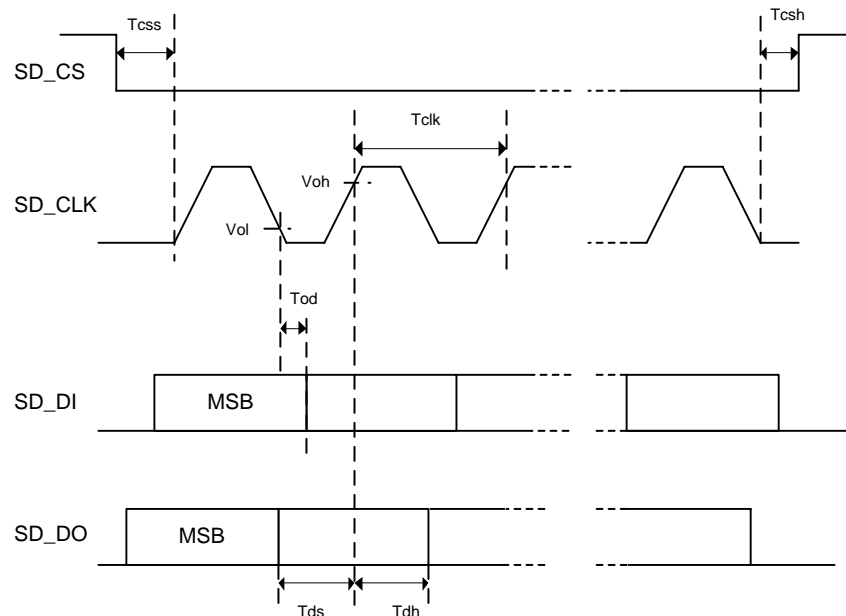 Tcss
Tcsh
SD_CS
Tclk
Voh
SD_CLK
Vol
Tod
SD_DI
MSB
SD_DO
MSB
Tds
Tdh